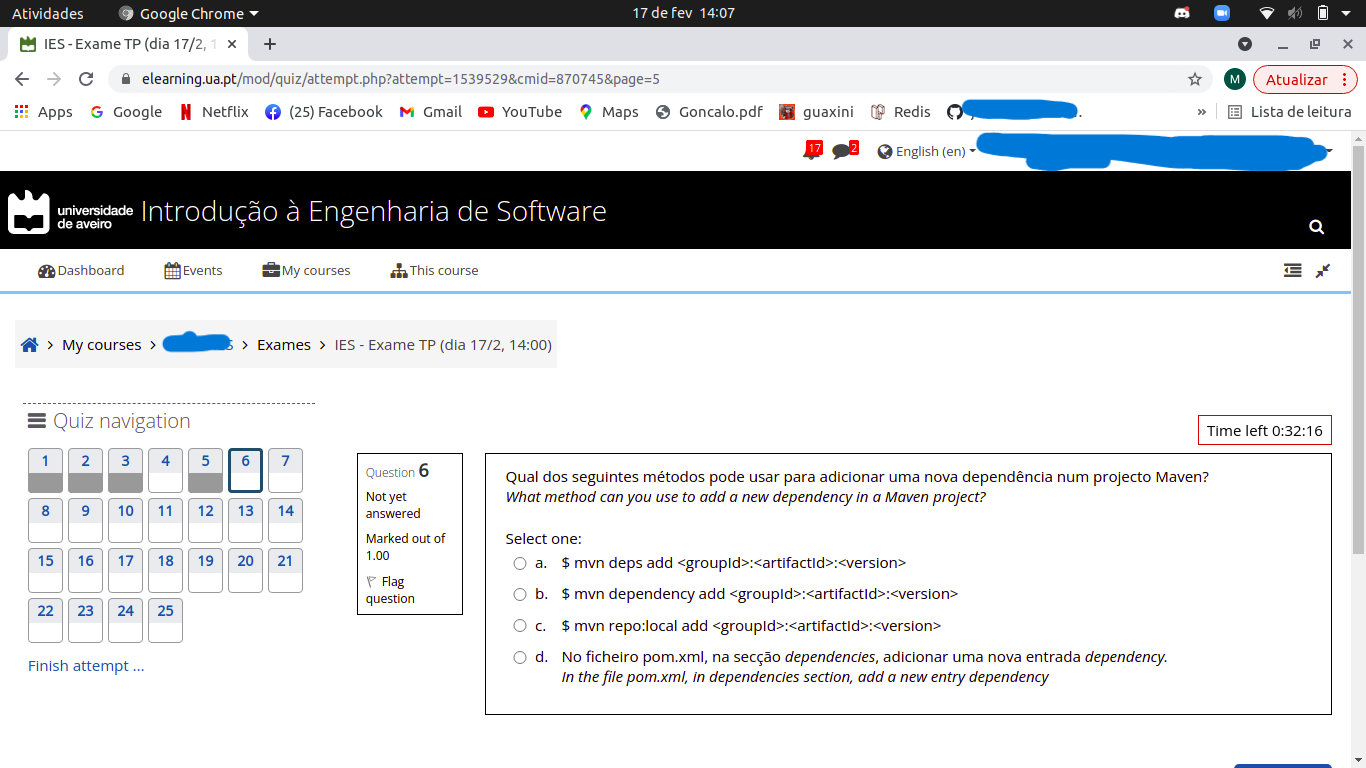 Atividades Google Chrome 17 de fev 14:07
IES - Exame TP (dia 17/2, 1
elearning.ua.pt/mod/quiz/attempt.php?attempt=1539529&cmid=870745&page=5 M Atualizar
Apps Google Netflix (25) Facebook Gmail YouTube Maps Goncalo.pdf guaxini Redis » Lista de leitura
17 2 English (en)
universidade de aveiro
Introdução à Engenharia de Software
Dashboard Events My courses This course
My courses Exames IES - Exame TP (dia 17/2, 14:00)
Quiz navigation
Time left 0:32:16
1 2 3 4 5 6 7
8 9 10 11 12 13 14
15 16 17 18 19 20 21
22 23 24 25
Finish attempt ...
Question 6
Not yet
answered
Marked out of
1.00
Flag
question
Qual dos seguintes métodos pode usar para adicionar uma nova dependência num projecto Maven?
What method can you use to add a new dependency in a Maven project?
Select one:
a. $ mvn deps add <groupId>:<artifactId>:<version>
b. $ mvn dependency add <groupId>:<artifactId>:<version>
c. $ mvn repo:local add <groupId>:<artifactId>:<version>
d. No ficheiro pom.xml, na secção dependencies, adicionar uma nova entrada dependency.
In the file pom.xml, in dependencies section, add a new entry dependency